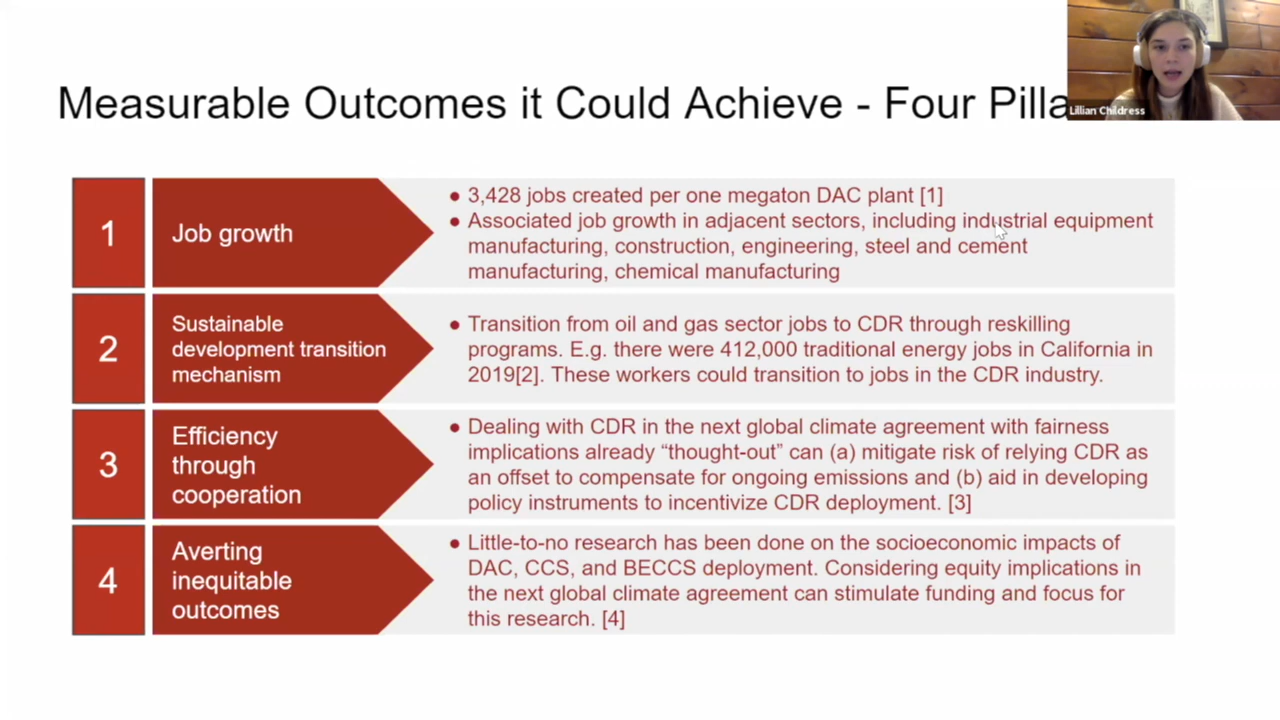 Measurable Outcomes it Could Achieve - Four Pilla
Lillian Childress
1
Job growth
● 3,428 jobs created per one megaton DAC plant [1]
● Associated job growth in adjacent sectors, including industrial equipment
manufacturing, construction, engineering, steel and cement
manufacturing, chemical manufacturing
2
Sustainable
development transition
mechanism
● Transition from oil and gas sector jobs to CDR through reskilling
programs. E.g. there were 412,000 traditional energy jobs in California in
2019[2]. These workers could transition to jobs in the CDR industry.
3
Efficiency
through
cooperation
● Dealing with CDR in the next global climate agreement with fairness
implications already “thought-out” can (a) mitigate risk of relying CDR as
an offset to compensate for ongoing emissions and (b) aid in developing
policy instruments to incentivize CDR deployment. [3]
4
Averting
inequitable
outcomes
● Little-to-no research has been done on the socioeconomic impacts of
DAC, CCS, and BECCS deployment. Considering equity implications in
the next global climate agreement can stimulate funding and focus for
this research. [4]